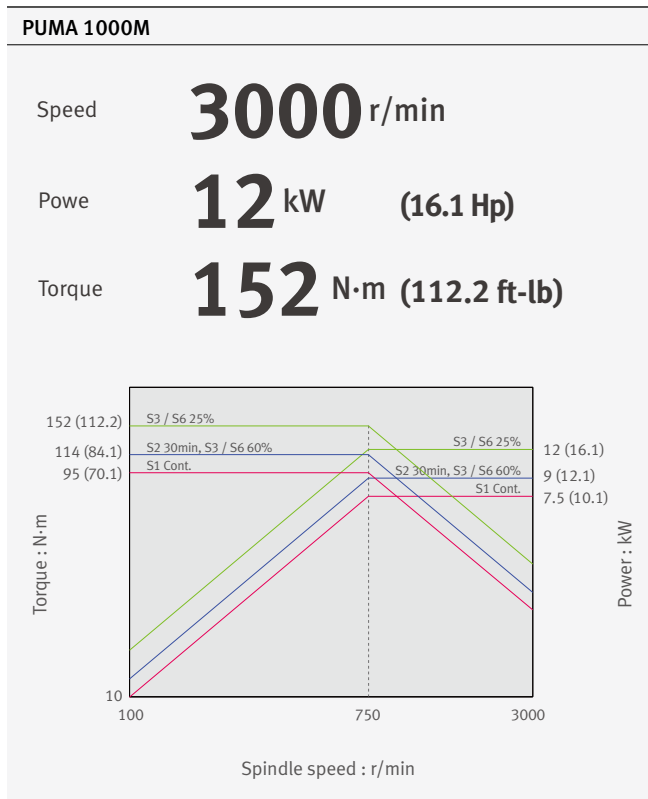 PUMA 1000M
Speed 3000 r/min
Powe 12 kW (16.1 Hp)
Torque 152 N·m (112.2 ft-lb)
152 (112.2) S3 / S6 25%
S3 / S6 25% 12 (16.1)
114 (84.1) S2 30min, S3 / S6 60%
95 (70.1) S1 Cont.
S2 30min, S3 / S6 60% 9 (12.1)
S1 Cont. 7.5 (10.1)
Torque : N·m
Power : kW
10
100 750 3000
Spindle speed : r/min